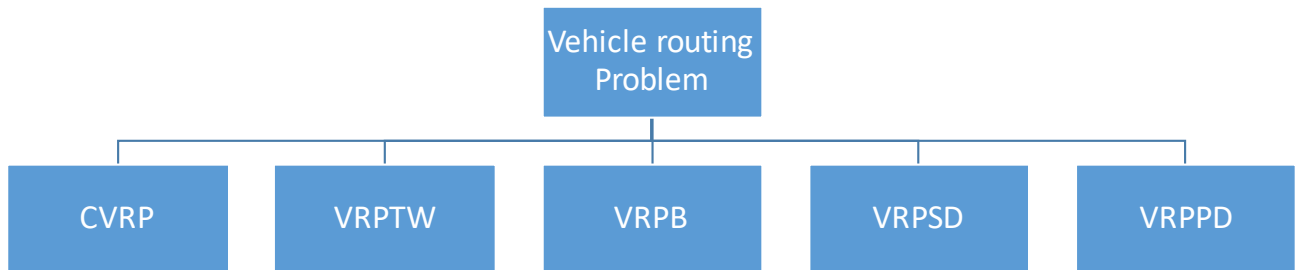 Vehicle routing
Problem
CVRP
VRPTW
VRPB
VRPSD
VRPPD